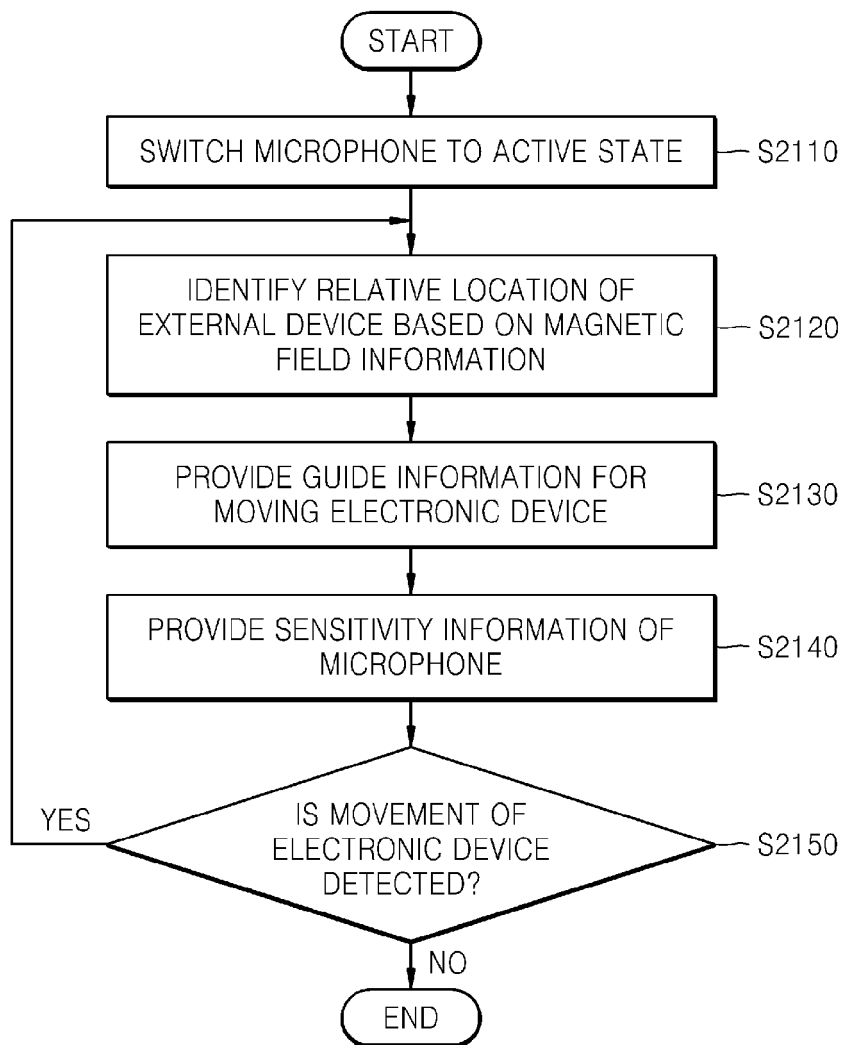 START
SWITCH MICROPHONE TO ACTIVE STATE
S2110
IDENTIFY RELATIVE LOCATION OF
EXTERNAL DEVICE BASED ON MAGNETIC
FIELD INFORMATION
S2120
PROVIDE GUIDE INFORMATION FOR
MOVING ELECTRONIC DEVICE
S2130
PROVIDE SENSITIVITY INFORMATION OF
MICROPHONE
S2140
IS MOVEMENT OF
ELECTRONIC DEVICE
DETECTED?
S2150
YES
NO
END